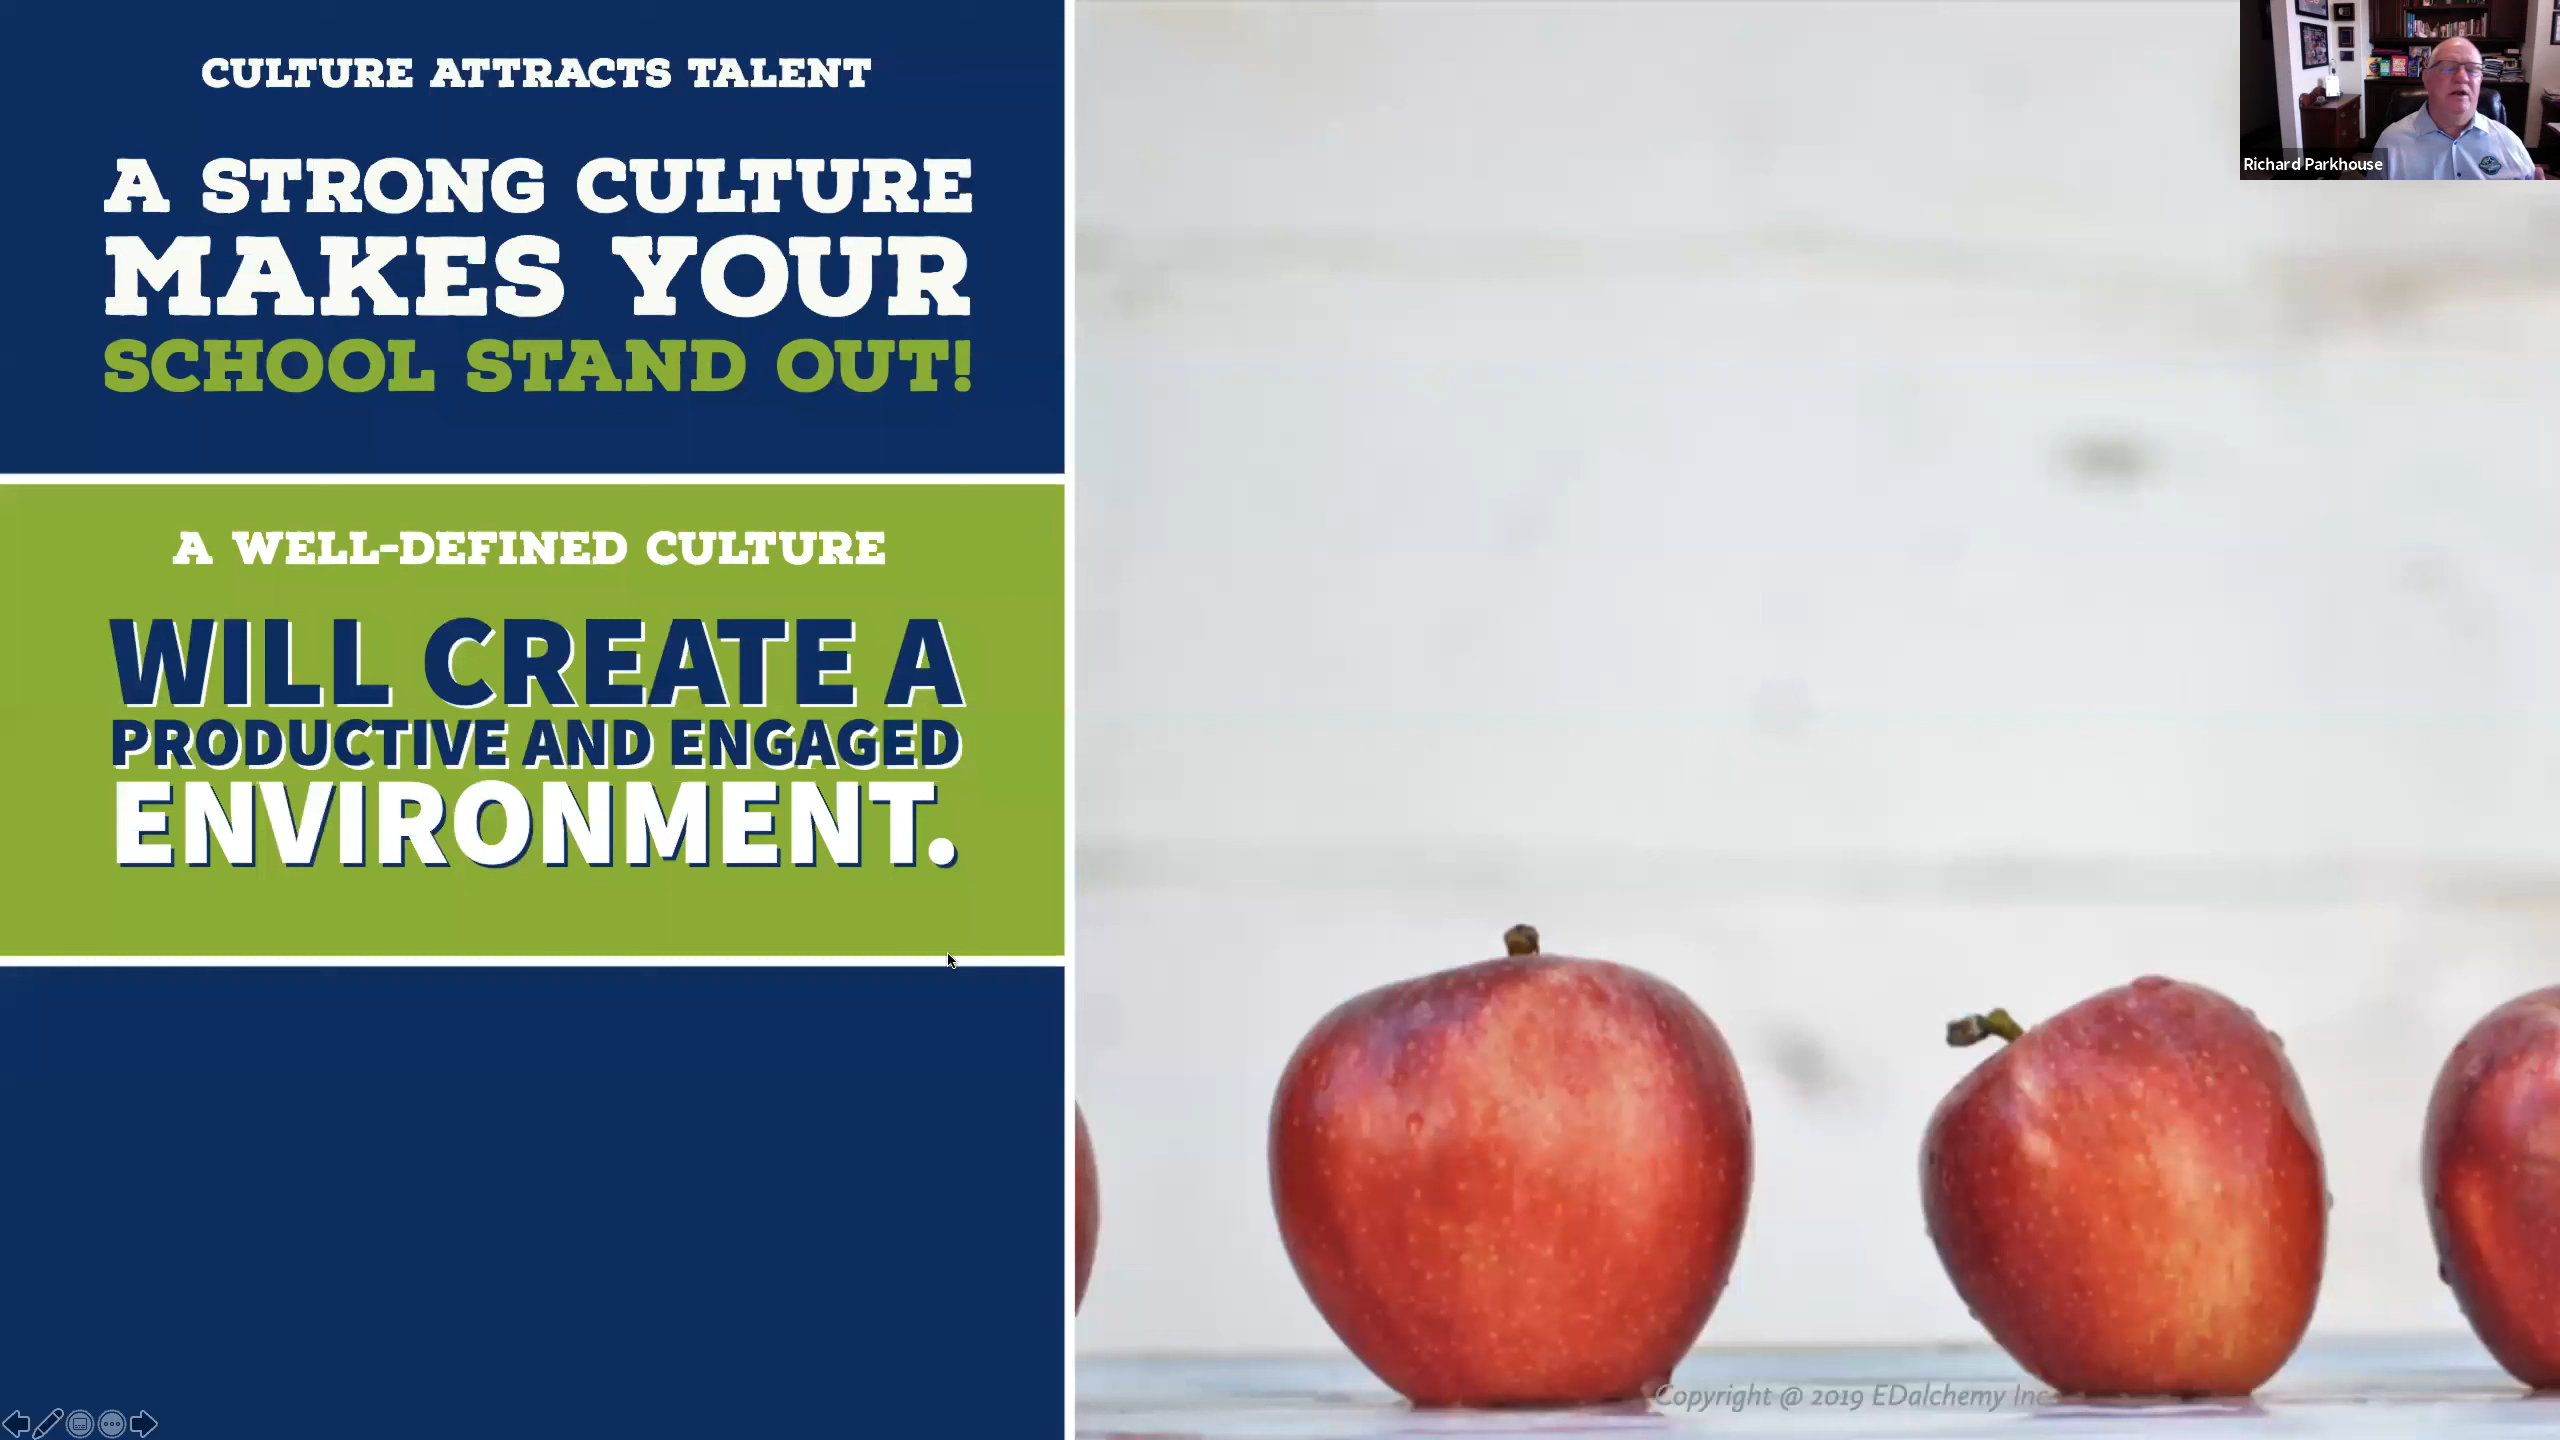 CULTURE ATTRACTS TALENT
A STRONG CULTURE
MAKES YOUR
SCHOOL STAND OUT!
A WELL-DEFINED CULTURE
WILL CREATE A
PRODUCTIVE AND ENGAGED
ENVIRONMENT.
Richard Parkhouse
Copyright @ 2019 EDalchemy Inc